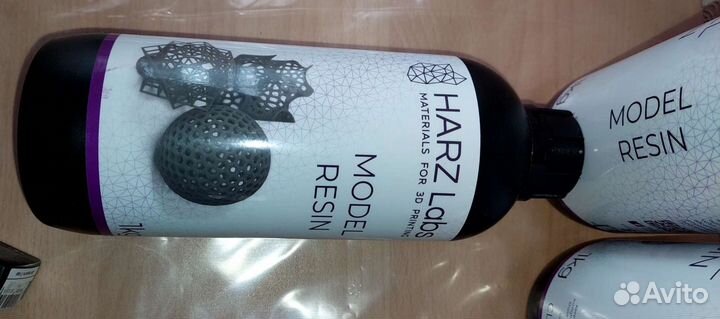 HARZ Labs
MATERIALS FOR 3D PRINTING
MODEL
RESIN
MODEL
RESIN
1kg
Avito